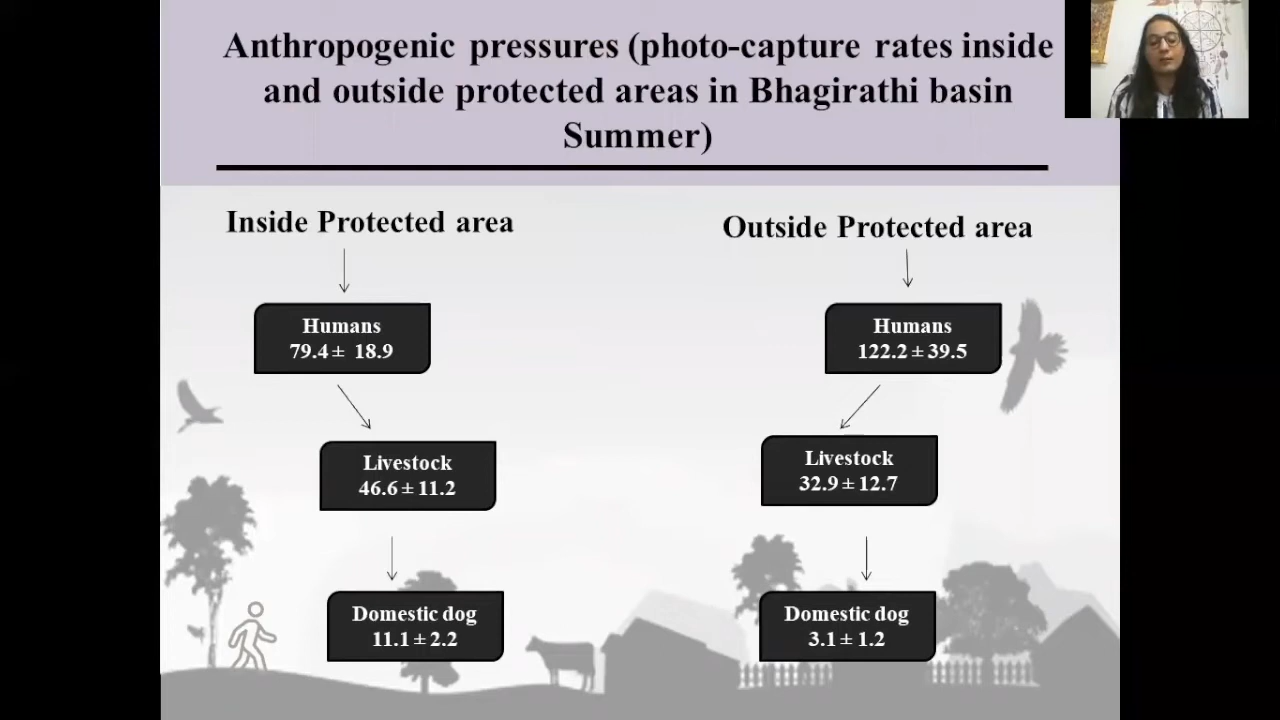 Anthropogenic pressures (photo-capture rates inside
and outside protected areas in Bhagirathi basin
Summer)
Inside Protected area
Humans
79.4 ± 18.9
Livestock
46.6 ± 11.2
Domestic dog
11.1 ± 2.2
Outside Protected area
Humans
122.2 ± 39.5
Livestock
32.9 ± 12.7
Domestic dog
3.1 ± 1.2